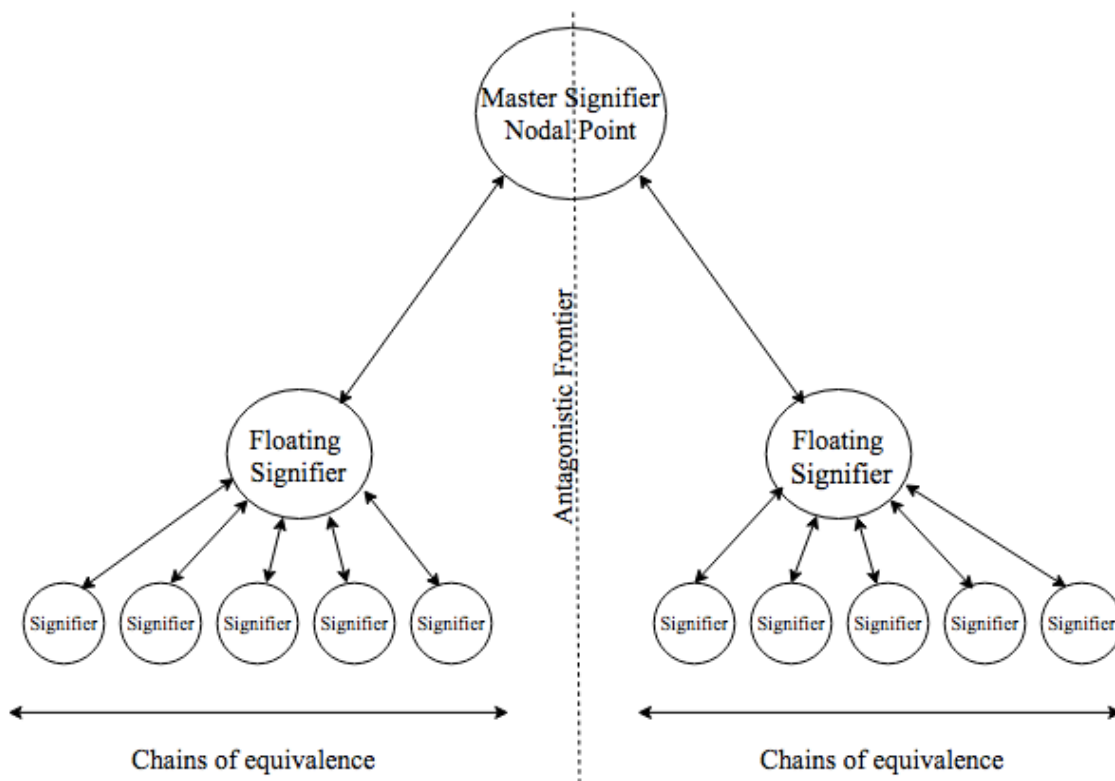 Master Signifier
Nodal Point
Antagonistic Frontier
Floating
Signifier
Floating
Signifier
Signifier
Signifier
Signifier
Signifier
Signifier
Signifier
Signifier
Signifier
Signifier
Signifier
Chains of equivalence
Chains of equivalence